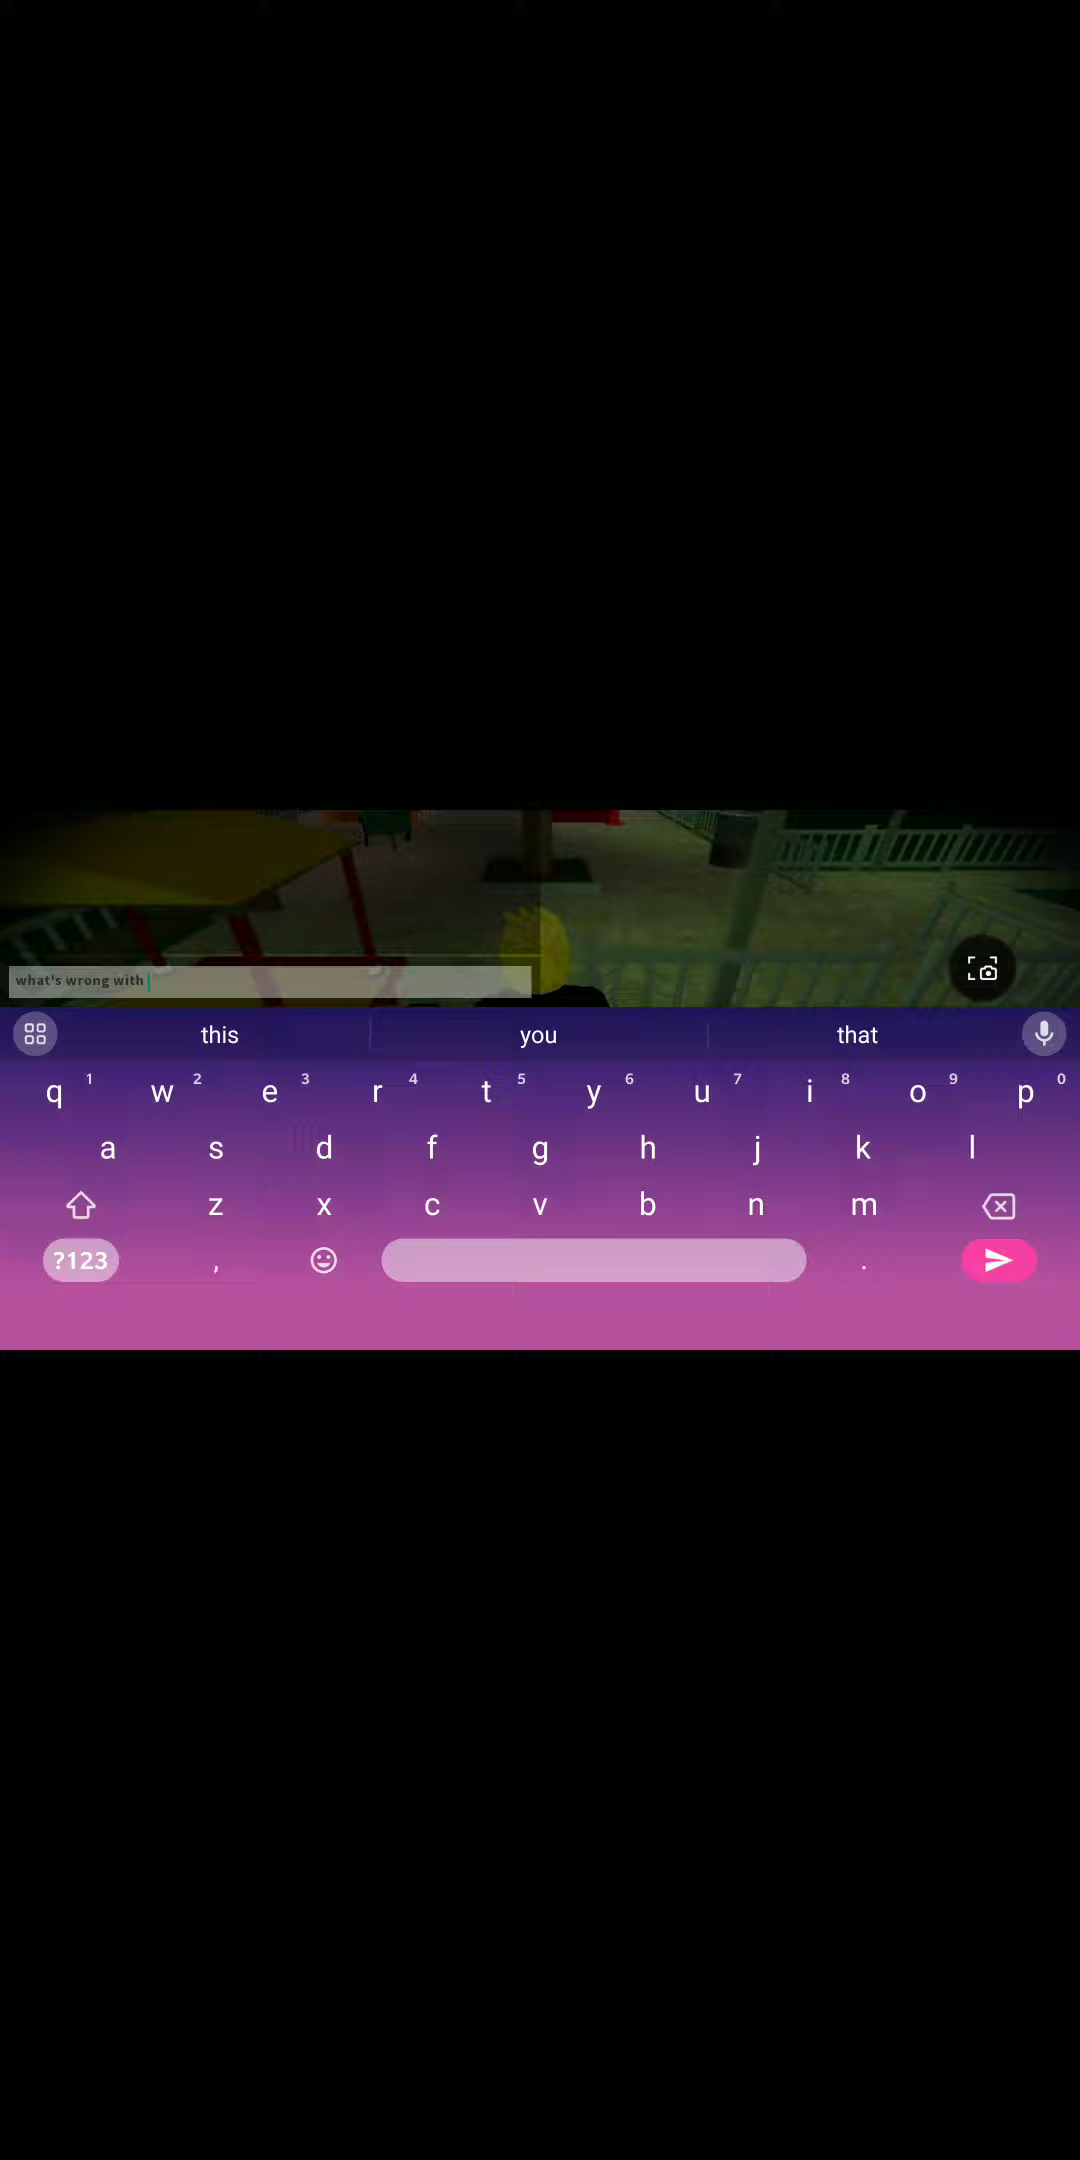 what's wrong with
this you that
q 1 w 2 e 3 r 4 t 5 y 6 u 7 i 8 o 9 p 0
a s d f g h j k l
z x c v b n m
?123 , .